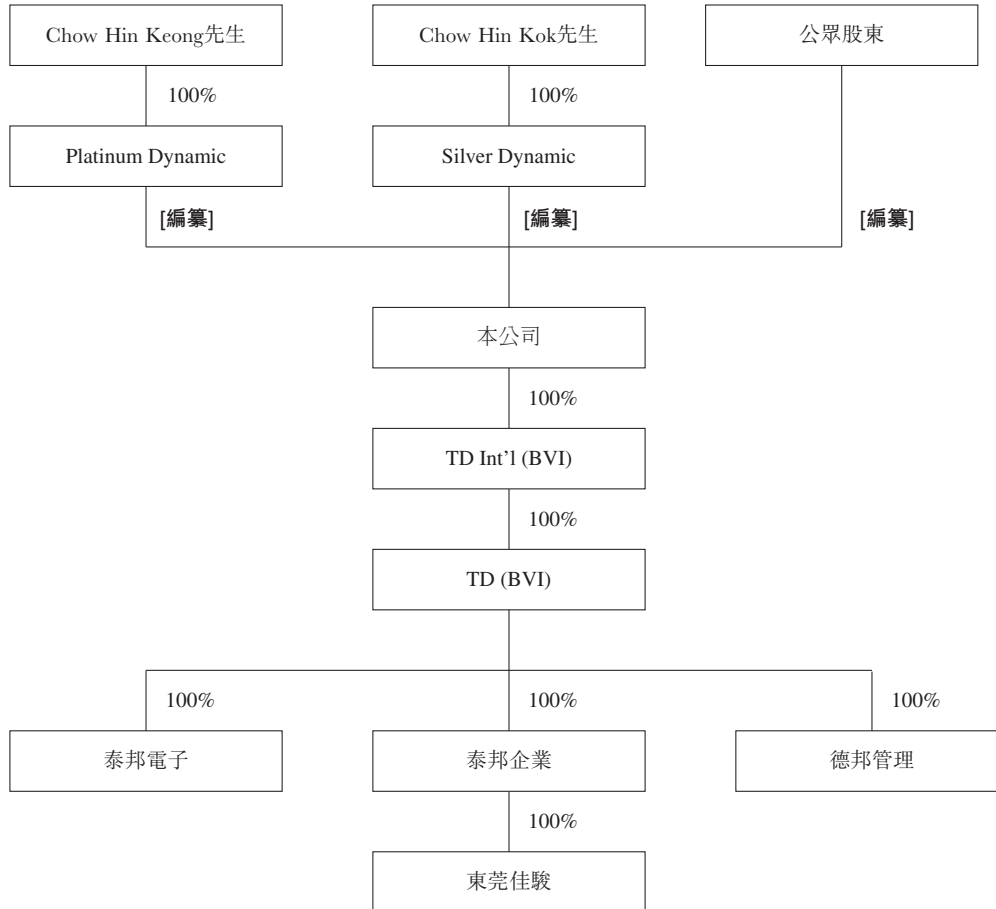 Chow Hin Keong先生
Chow Hin Kok先生
公眾股東
100%
100%
Platinum Dynamic
Silver Dynamic
[編纂]
[編纂]
[編纂]
本公司
100%
TD Int’l (BVI)
100%
TD (BVI)
100%
100%
100%
泰邦電子
泰邦企業
德邦管理
100%
東莞佳駿